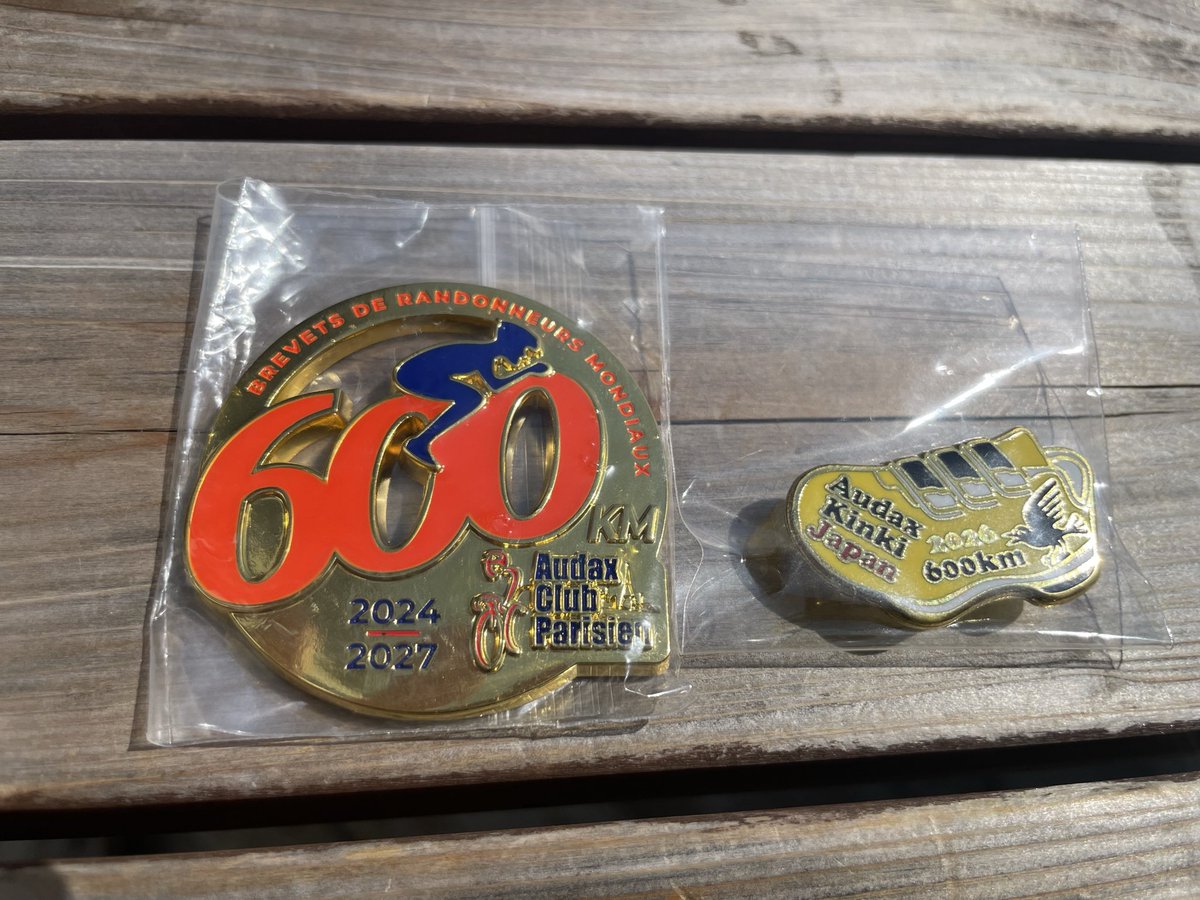 BREVETS DE RANDONNEURS MONDIAUX
600
KM
2024
2027
Audax
Club
Parisien
Audax
Kinki
Japan
2026
600km